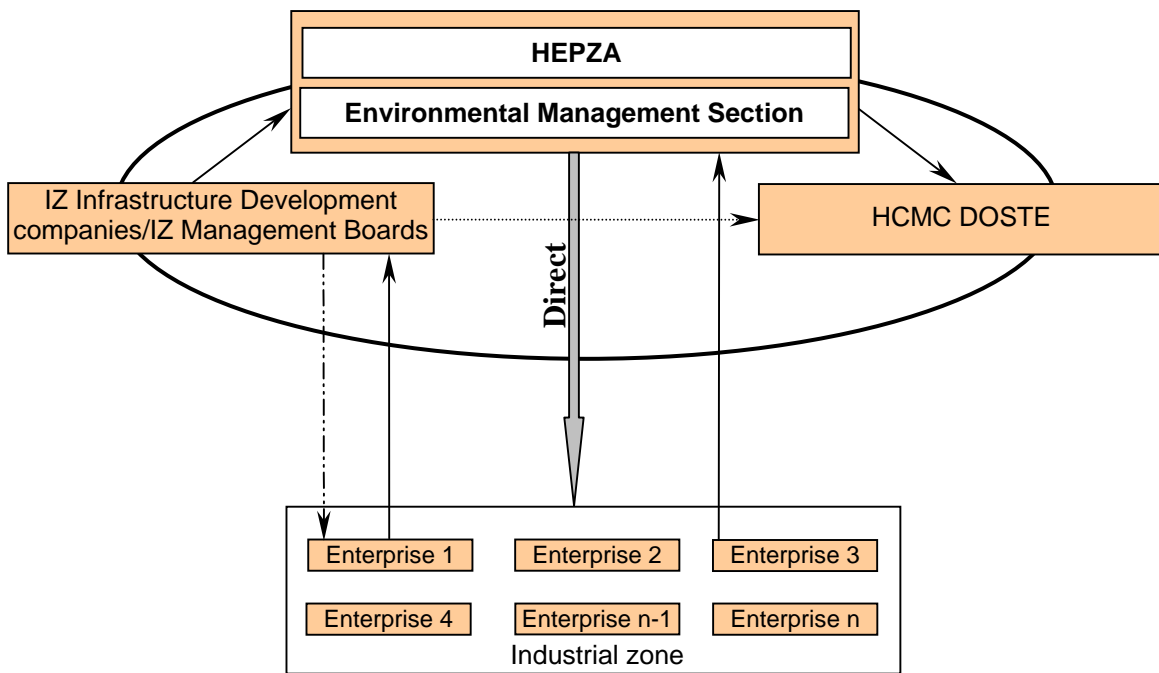 HEPZA
Environmental Management Section
IZ Infrastructure Development
companies/IZ Management Boards
HCMC DOSTE
Direct
Enterprise 1
Enterprise 2
Enterprise 3
Enterprise 4
Enterprise n-1
Enterprise n
Industrial zone